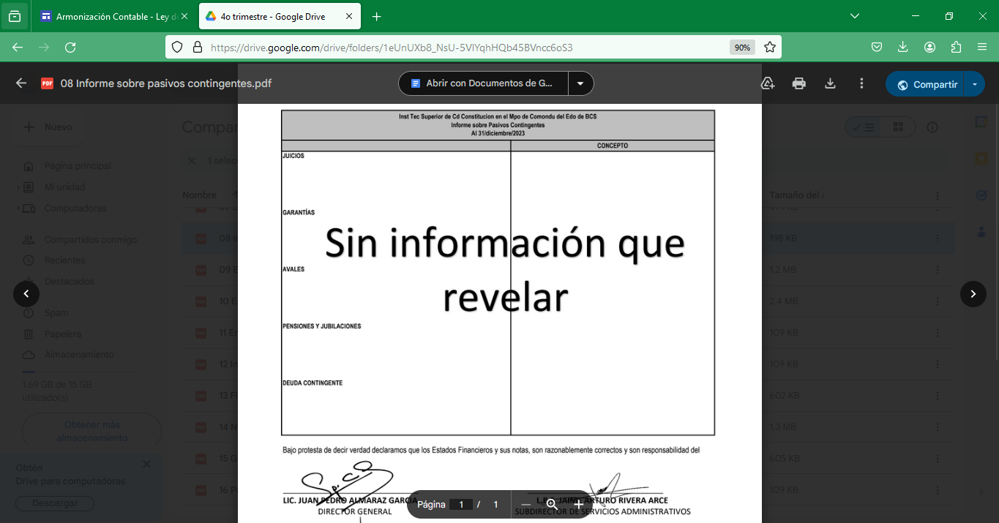 Armonización Contable - Ley d
4o trimestre - Google Drive
https://drive.google.com/drive/folders/1eUnUXb8_NsU-5VlYqhHQb45BVncc6oS3
90%
PDF
08 Informe sobre pasivos contingentes.pdf
Abrir con Documentos de G...
Compartir
Nuevo
Compar
1 selec
Página principal
Mi unidad
Computadoras
Compartidos conmigo
Recientes
Destacados
Spam
Papelera
Almacenamiento
1.69 GB de 15 GB
utilizado(s)
Obtener más
almacenamiento
Obtén
Drive para computadoras
Descargar
Nombre
Tamaño del
08 I
198 KB
09 E
1.2 MB
10 E
2.4 MB
11 E
109 KB
12 I
109 KB
13 F
602 KB
14 N
1.3 MB
15 G
605 KB
16 P
109 KB
Inst Tec Superior de Cd Constitucion en el Mpo de Comondu del Edo de BCS
Informe sobre Pasivos Contingentes
Al 31/diciembre/2023
CONCEPTO
JUICIOS
GARANTÍAS
Sin información que
revelar
AVALES
PENSIONES Y JUBILACIONES
DEUDA CONTINGENTE
Bajo protesta de decir verdad declaramos que los Estados Financieros y sus notas, son razonablemente correctos y son responsabilidad del
LIC. JUAN PEDRO ALMARAZ GARCIA
DIRECTOR GENERAL
JAIME ARTURO RIVERA ARCE
SUBDIRECTOR DE SERVICIOS ADMINISTRATIVOS
Página 1 / 1